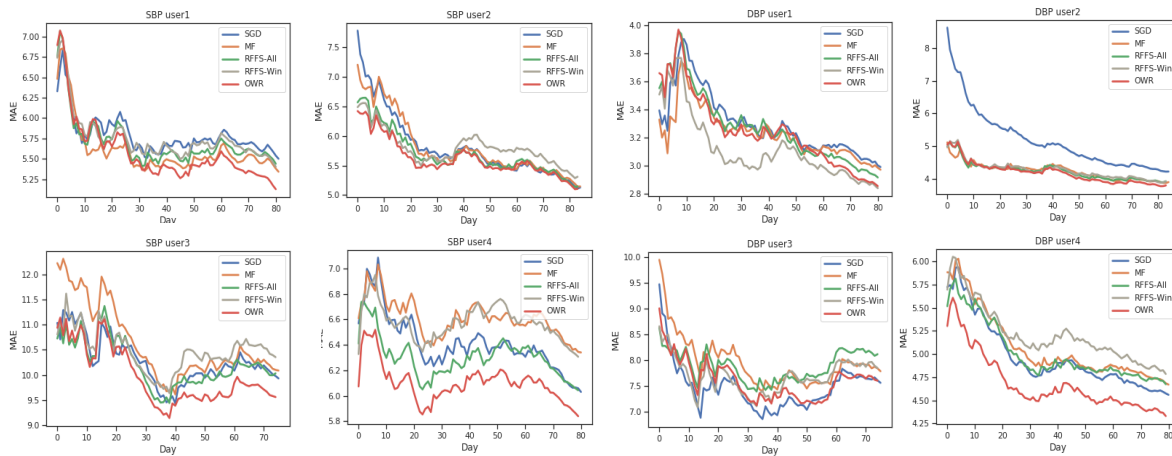 SBP user1
MAE
7.00
6.75
6.50
6.25
6.00
5.75
5.50
5.25
0 10 20 30 40 50 60 70 80
Day
SGD
MF
RFFS-All
RFFS-Win
OWR
SBP user2
MAE
7.5
7.0
6.5
6.0
5.5
5.0
0 10 20 30 40 50 60 70 80
Day
SGD
MF
RFFS-All
RFFS-Win
OWR
DBP user1
MAE
4.0
3.8
3.6
3.4
3.2
3.0
2.8
0 10 20 30 40 50 60 70 80
Day
SGD
MF
RFFS-All
RFFS-Win
OWR
DBP user2
MAE
8
6
4
0 10 20 30 40 50 60 70 80
Day
SGD
MF
RFFS-All
RFFS-Win
OWR
SBP user3
MAE
12.0
11.5
11.0
10.5
10.0
9.5
9.0
0 10 20 30 40 50 60 70
Day
SGD
MF
RFFS-All
RFFS-Win
OWR
SBP user4
7.0
6.8
6.6
6.4
6.2
6.0
5.8
0 10 20 30 40 50 60 70 80
Day
SGD
MF
RFFS-All
RFFS-Win
OWR
DBP user3
MAE
10.0
9.5
9.0
8.5
8.0
7.5
7.0
0 10 20 30 40 50 60 70
Day
SGD
MF
RFFS-All
RFFS-Win
OWR
DBP user4
MAE
6.00
5.75
5.50
5.25
5.00
4.75
4.50
4.25
0 10 20 30 40 50 60 70 80
Day
SGD
MF
RFFS-All
RFFS-Win
OWR